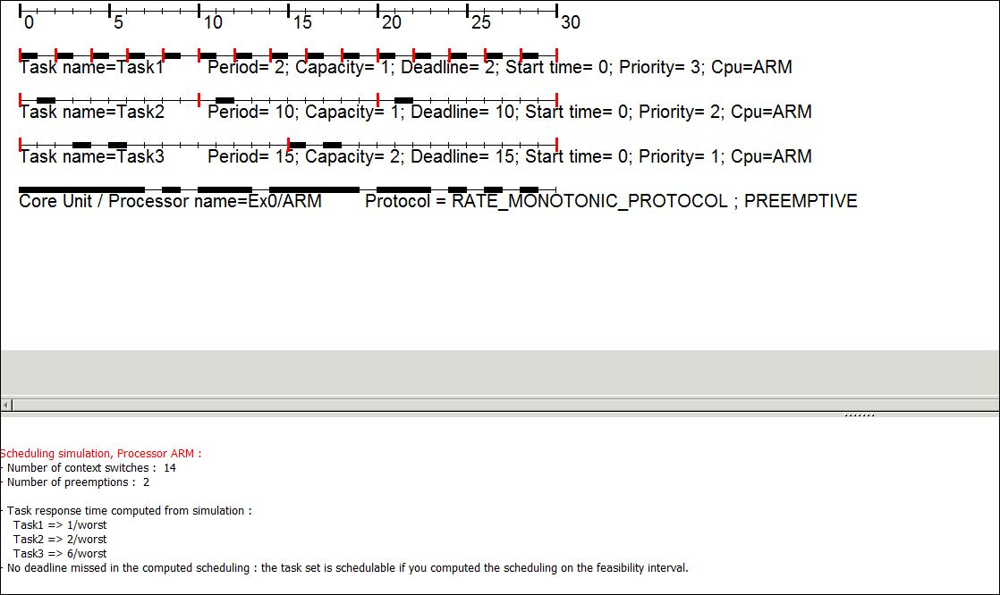 0 5 10 15 20 25 30
Task name=Task1 Period= 2; Capacity= 1; Deadline= 2; Start time= 0; Priority= 3; Cpu=ARM
Task name=Task2 Period= 10; Capacity= 1; Deadline= 10; Start time= 0; Priority= 2; Cpu=ARM
Task name=Task3 Period= 15; Capacity= 2; Deadline= 15; Start time= 0; Priority= 1; Cpu=ARM
Core Unit / Processor name=Ex0/ARM Protocol = RATE_MONOTONIC_PROTOCOL ; PREEMPTIVE
Scheduling simulation, Processor ARM :
- Number of context switches : 14
- Number of preemptions : 2
- Task response time computed from simulation :
Task1 => 1/worst
Task2 => 2/worst
Task3 => 6/worst
- No deadline missed in the computed scheduling : the task set is schedulable if you computed the scheduling on the feasibility interval.